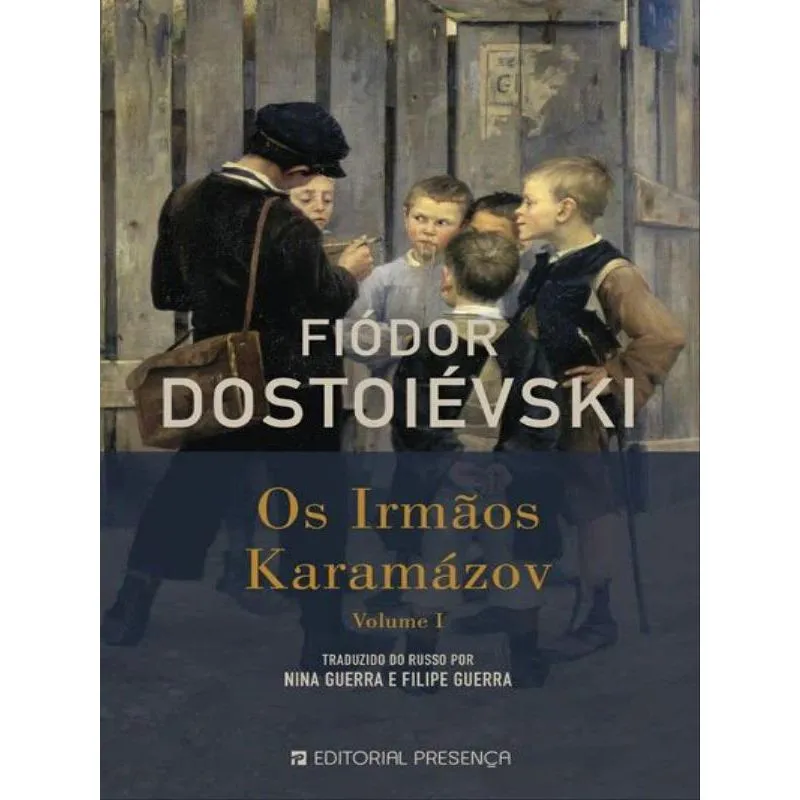 FIÓDOR
DOSTOIÉVSKI
Os Irmãos
Karamázov
Volume I
TRADUZIDO DO RUSSO POR
NINA GUERRA E FILIPE GUERRA
EDITORIAL PRESENÇA